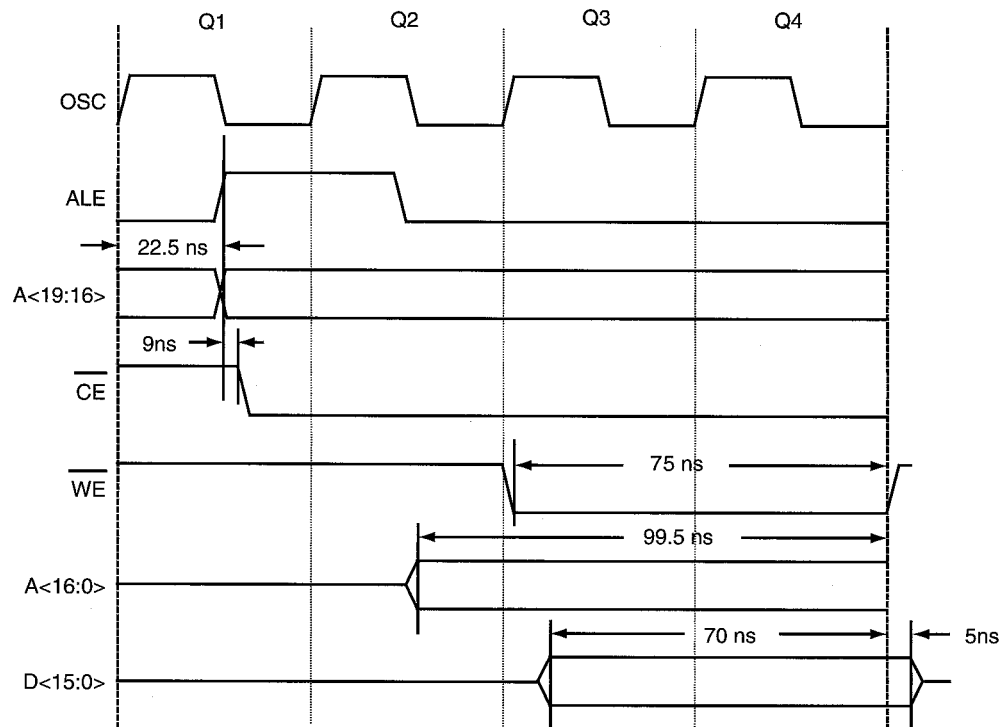 Q1 Q2 Q3 Q4
OSC
ALE
22.5 ns
A<19:16>
9ns
CE
75 ns
WE
99.5 ns
A<16:0>
70 ns 5ns
D<15:0>